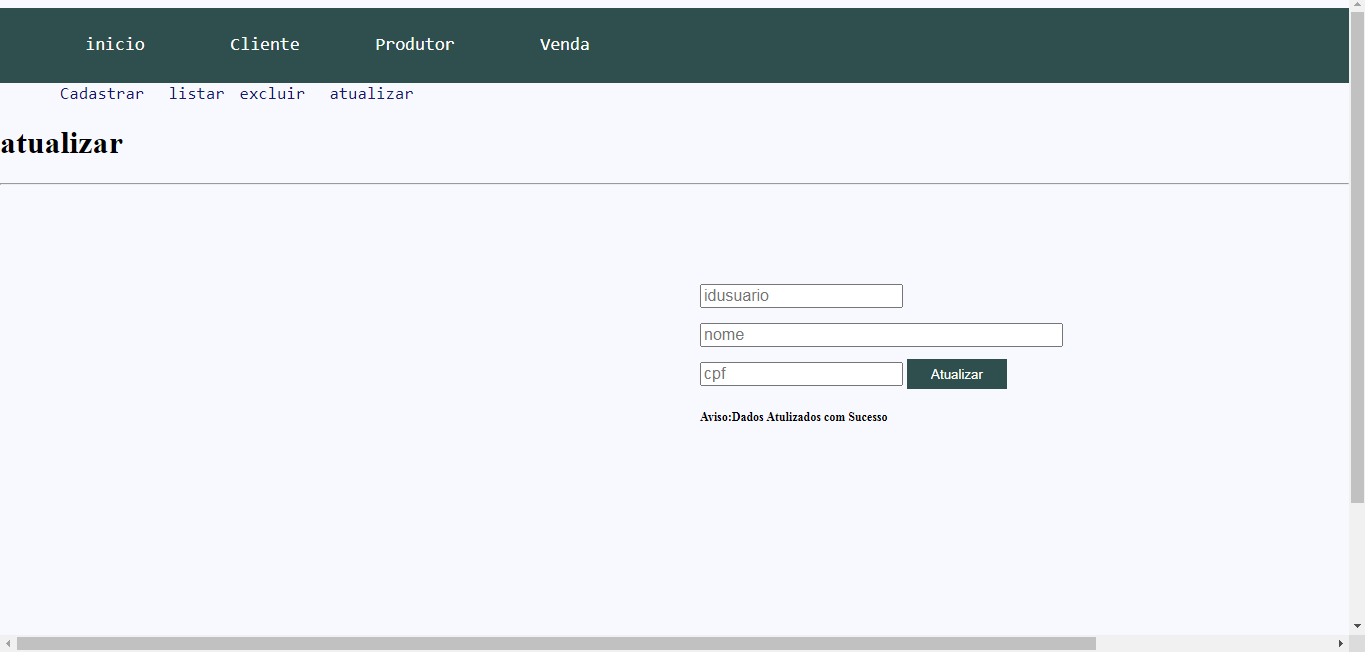 inicio Cliente Produtor Venda
Cadastrar listar excluir atualizar
atualizar
idusuario
nome
cpf Atualizar
Aviso:Dados Atulizados com Sucesso